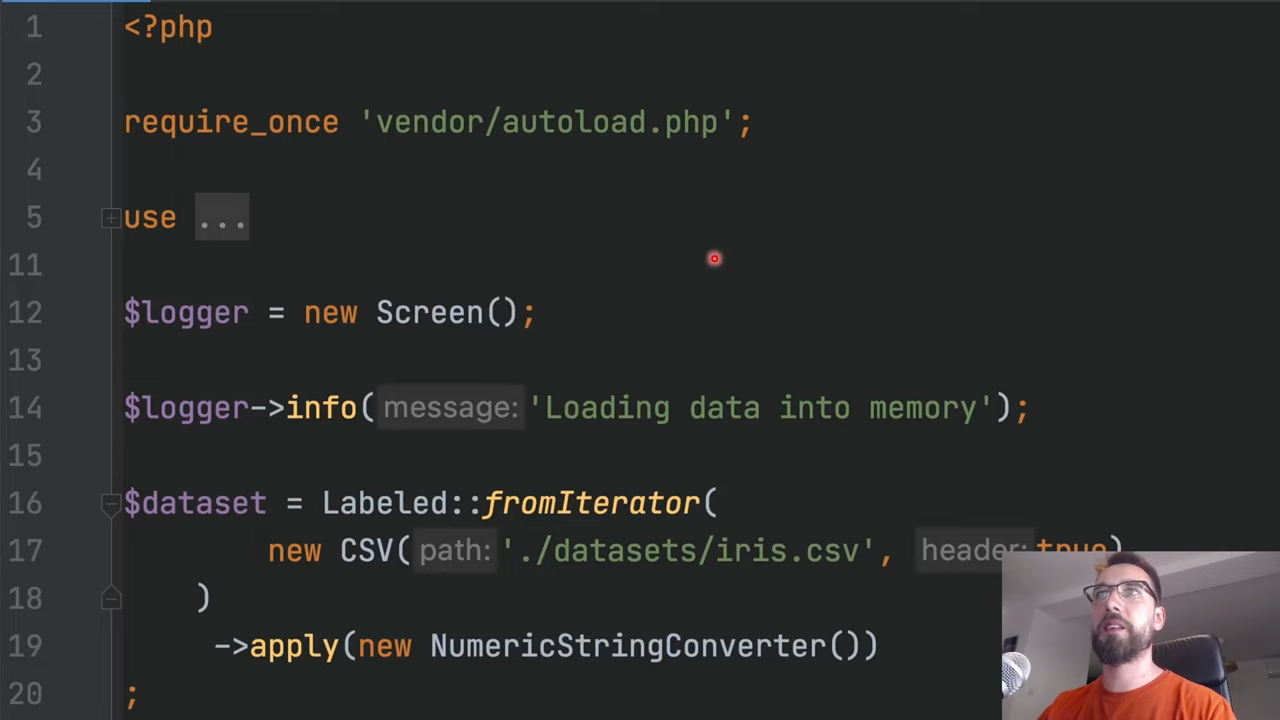 1 <?php
2
3 require_once 'vendor/autoload.php';
4
5 use ...
11
12 $logger = new Screen();
13
14 $logger->info( message: 'Loading data into memory');
15
16 $dataset = Labeled::fromIterator(
17 new CSV( path: './datasets/iris.csv', header: true)
18 )
19 ->apply(new NumericStringConverter())
20 ;